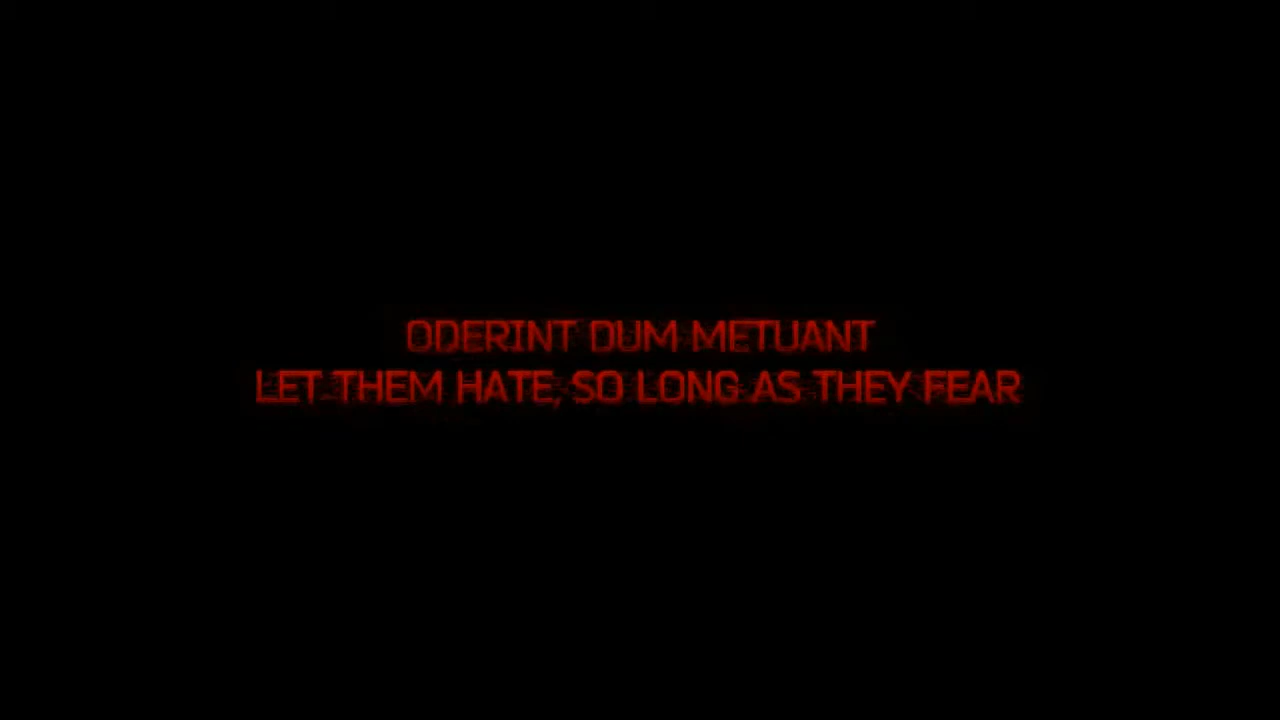 ODERINT DUM METUANT
LET THEM HATE, SO LONG AS THEY FEAR